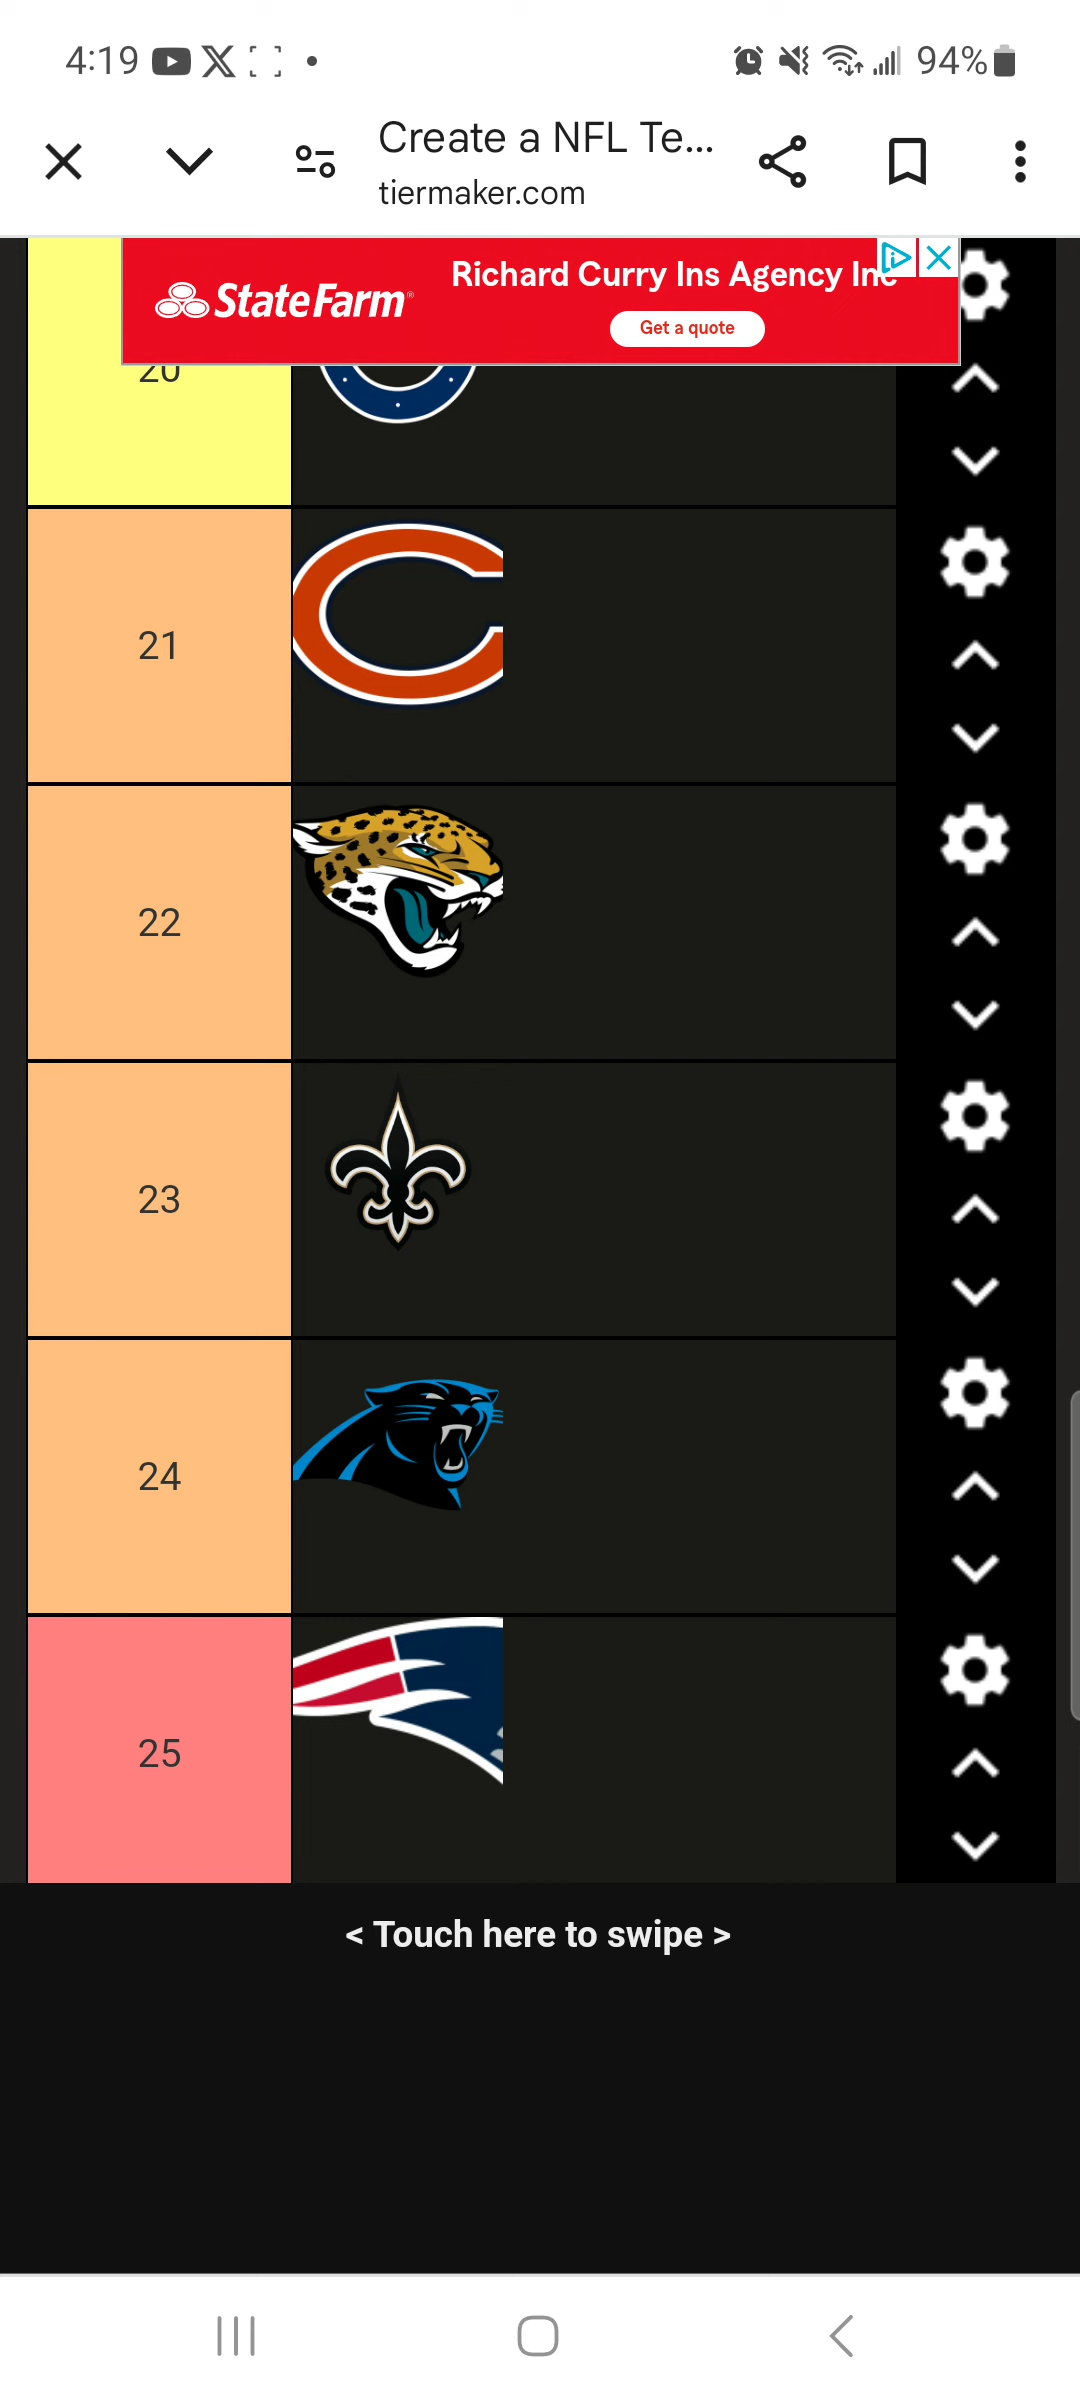 4:19
94%
Create a NFL Te...
tiermaker.com
StateFarm®
Richard Curry Ins Agency Inc
Get a quote
20
21
22
23
24
25
< Touch here to swipe >